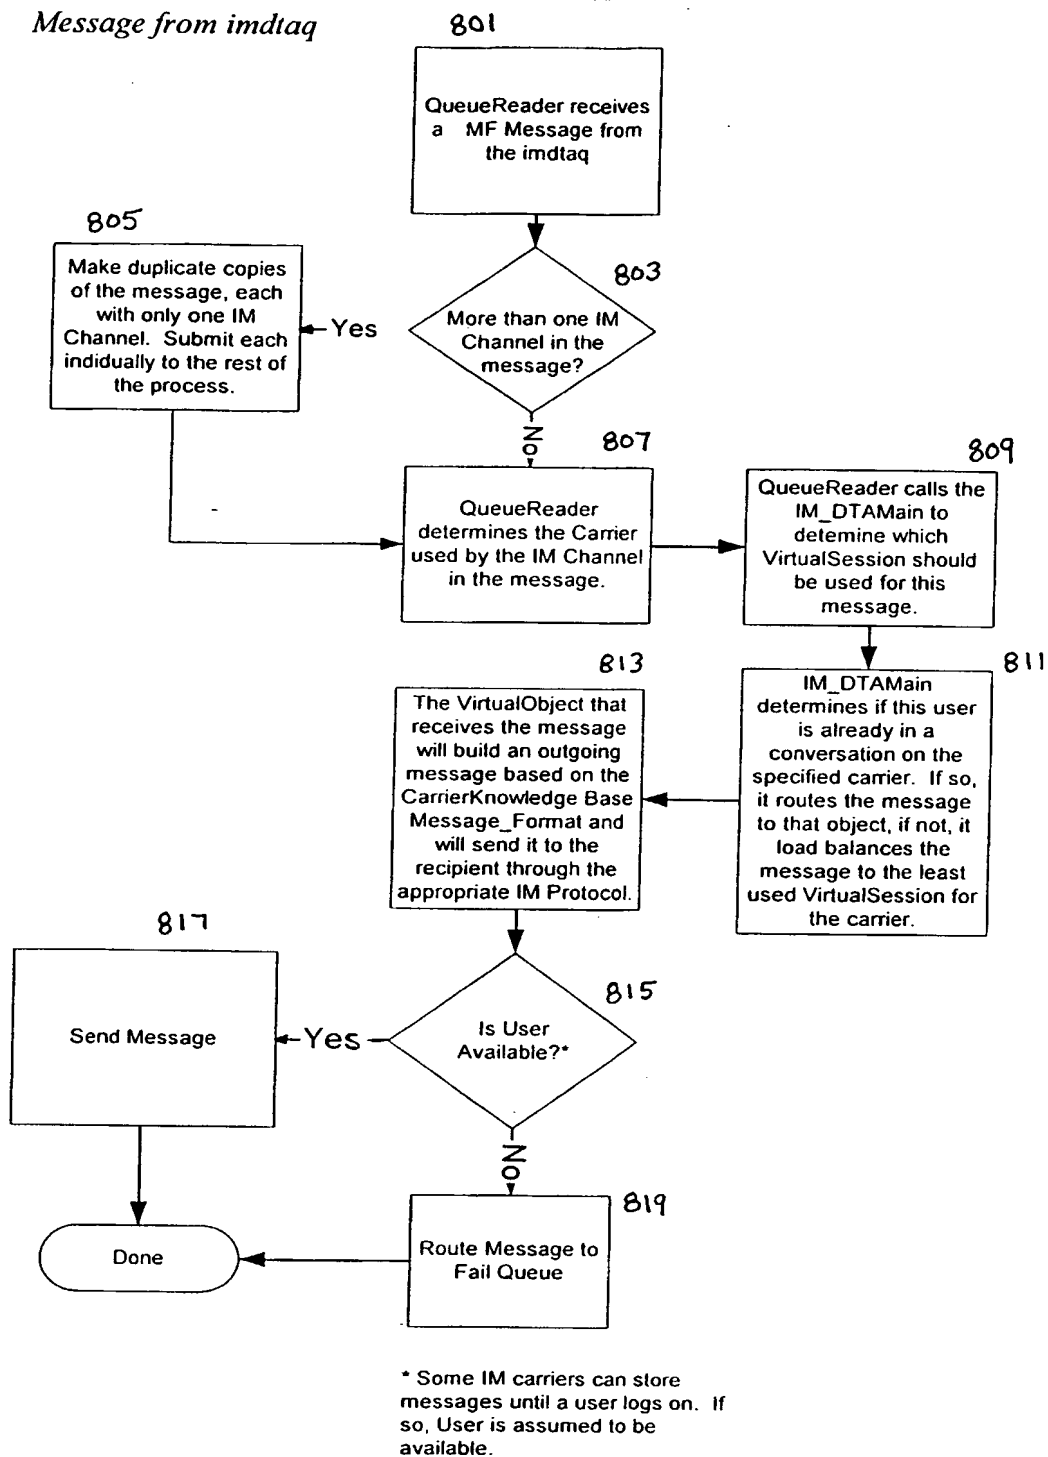 Message from imdtaq
801
QueueReader receives
a MF Message from
the imdtaq
803
More than one IM
Channel in the
message?
Yes
805
Make duplicate copies
of the message, each
with only one IM
Channel. Submit each
indidually to the rest of
the process.
No
807
QueueReader
determines the Carrier
used by the IM Channel
in the message.
809
QueueReader calls the
IM_DTAMain to
detemine which
VirtualSession should
be used for this
message.
811
IM_DTAMain
determines if this user
is already in a
conversation on the
specified carrier. If so,
it routes the message
to that object, if not, it
load balances the
message to the least
used VirtualSession for
the carrier.
813
The VirtualObject that
receives the message
will build an outgoing
message based on the
CarrierKnowledge Base
Message_Format and
will send it to the
recipient through the
appropriate IM Protocol.
815
Is User
Available?*
Yes
817
Send Message
No
819
Route Message to
Fail Queue
Done
* Some IM carriers can store
messages until a user logs on. If
so, User is assumed to be
available.